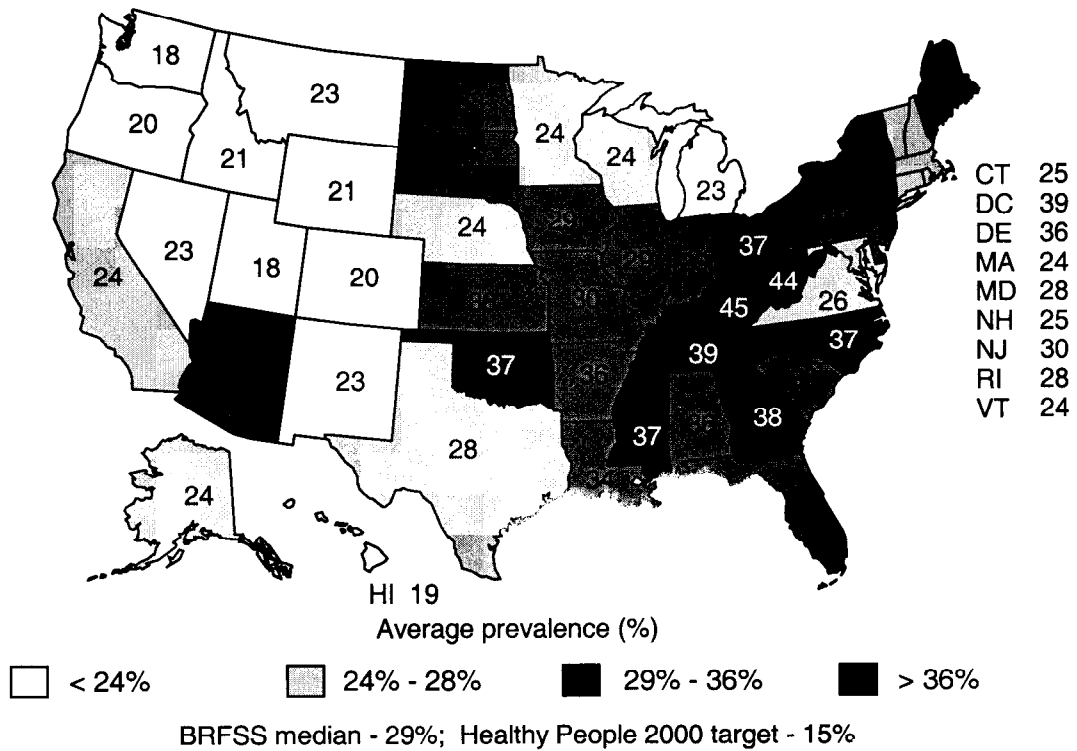 18
23
20
21
24
24
23
21
24
23
18
20
24
37
44
45
26
37
39
37
23
38
37
28
24
CT 25
DC 39
DE 36
MA 24
MD 28
NH 25
NJ 30
RI 28
VT 24
HI 19
Average prevalence (%)
< 24%
24% - 28%
29% - 36%
> 36%
BRFSS median - 29%; Healthy People 2000 target - 15%